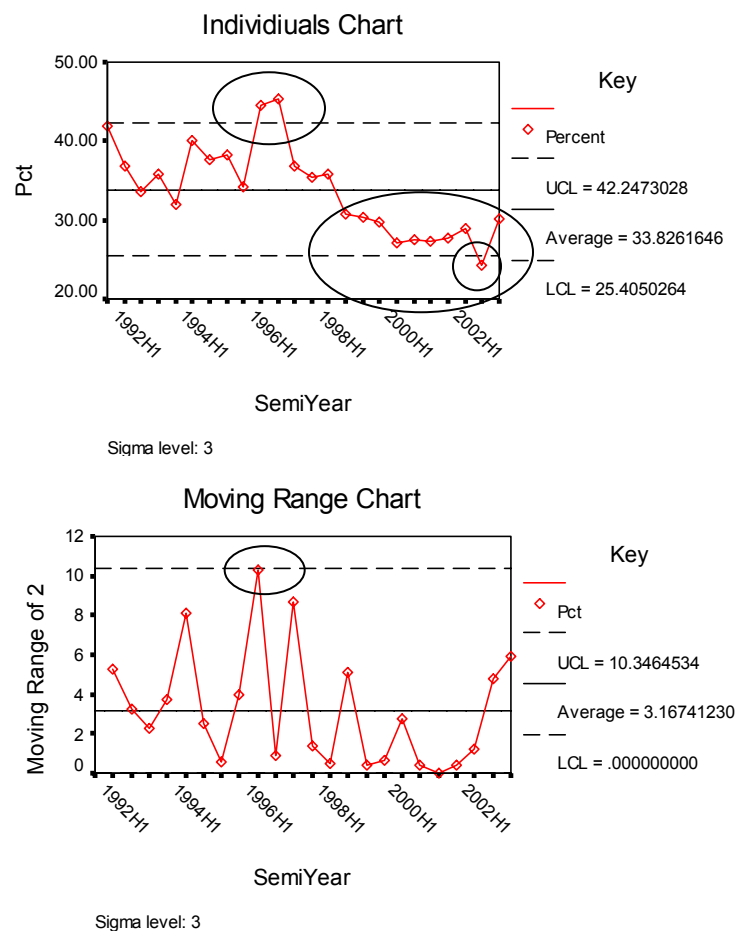 Individiuals Chart
50.00
40.00
30.00
20.00
Pct
1992H1
1994H1
1996H1
1998H1
2000H1
2002H1
SemiYear
Sigma level: 3
Key
Percent
UCL = 42.2473028
Average = 33.8261646
LCL = 25.4050264
Moving Range Chart
12
10
8
6
4
2
0
Moving Range of 2
1992H1
1994H1
1996H1
1998H1
2000H1
2002H1
SemiYear
Sigma level: 3
Key
Pct
UCL = 10.3464534
Average = 3.16741230
LCL = .000000000